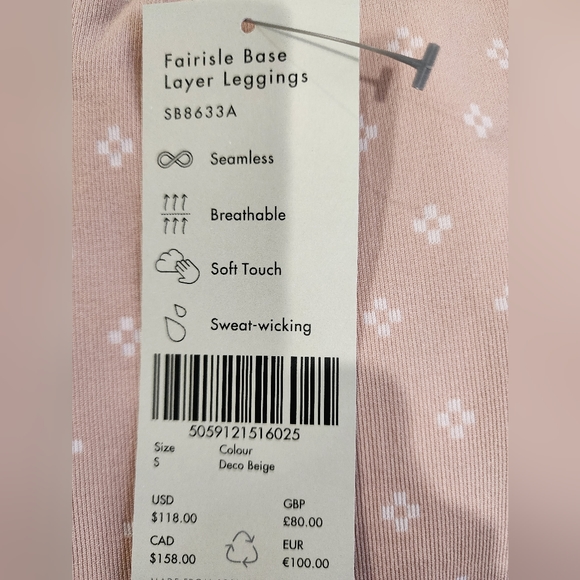 Fairisle Base
Layer Leggings
SB8633A
Seamless
Breathable
Soft Touch
Sweat-wicking
5059121516025
Size Colour
S Deco Beige
USD GBP
$118.00 £80.00
CAD EUR
$158.00 €100.00